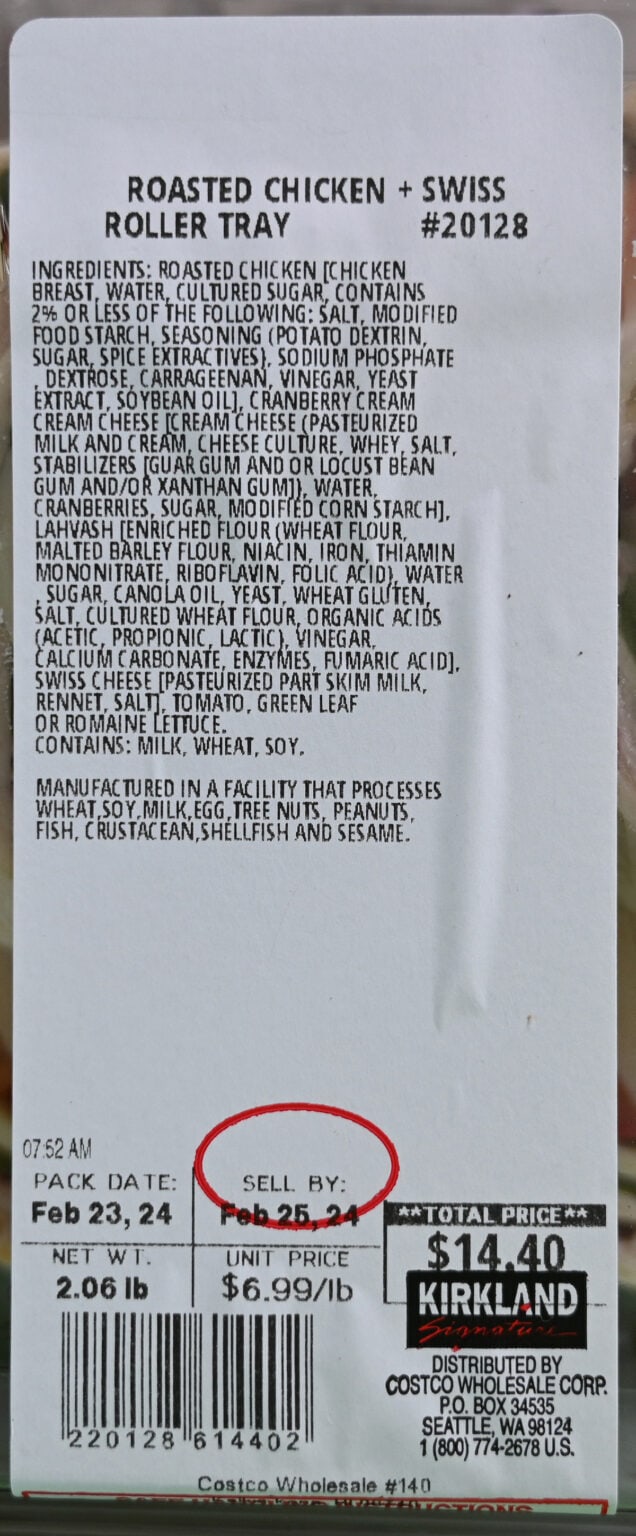 ROASTED CHICKEN + SWISS
ROLLER TRAY #20128
INGREDIENTS: ROASTED CHICKEN [CHICKEN
BREAST, WATER, CULTURED SUGAR, CONTAINS
2% OR LESS OF THE FOLLOWING: SALT, MODIFIED
FOOD STARCH, SEASONING (POTATO DEXTRIN,
SUGAR, SPICE EXTRACTIVES), SODIUM PHOSPHATE
, DEXTROSE, CARRAGEENAN, VINEGAR, YEAST
EXTRACT, SOYBEAN OIL], CRANBERRY CREAM
CREAM CHEESE [CREAM CHEESE (PASTEURIZED
MILK AND CREAM, CHEESE CULTURE, WHEY, SALT,
STABILIZERS [GUAR GUM AND OR LOCUST BEAN
GUM AND/OR XANTHAN GUM]), WATER,
CRANBERRIES, SUGAR, MODIFIED CORN STARCH],
LAHVASH [ENRICHED FLOUR (WHEAT FLOUR,
MALTED BARLEY FLOUR, NIACIN, IRON, THIAMIN
MONONITRATE, RIBOFLAVIN, FOLIC ACID), WATER
, SUGAR, CANOLA OIL, YEAST, WHEAT GLUTEN,
SALT, CULTURED WHEAT FLOUR, ORGANIC ACIDS
(ACETIC, PROPIONIC, LACTIC), VINEGAR,
CALCIUM CARBONATE, ENZYMES, FUMARIC ACID],
SWISS CHEESE [PASTEURIZED PART SKIM MILK,
RENNET, SALT], TOMATO, GREEN LEAF
OR ROMAINE LETTUCE.
CONTAINS: MILK, WHEAT, SOY.
MANUFACTURED IN A FACILITY THAT PROCESSES
WHEAT,SOY,MILK,EGG,TREE NUTS, PEANUTS,
FISH, CRUSTACEAN,SHELLFISH AND SESAME.
07:52 AM
PACK DATE:
Feb 23, 24
SELL BY:
Feb 25, 24
**TOTAL PRICE**
$14.40
NET WT.
2.06 lb
UNIT PRICE
$6.99/lb
KIRKLAND
Signature
220128 614402
DISTRIBUTED BY
COSTCO WHOLESALE CORP.
P.O. BOX 34535
SEATTLE, WA 98124
1 (800) 774-2678 U.S.
Costco Wholesale #140